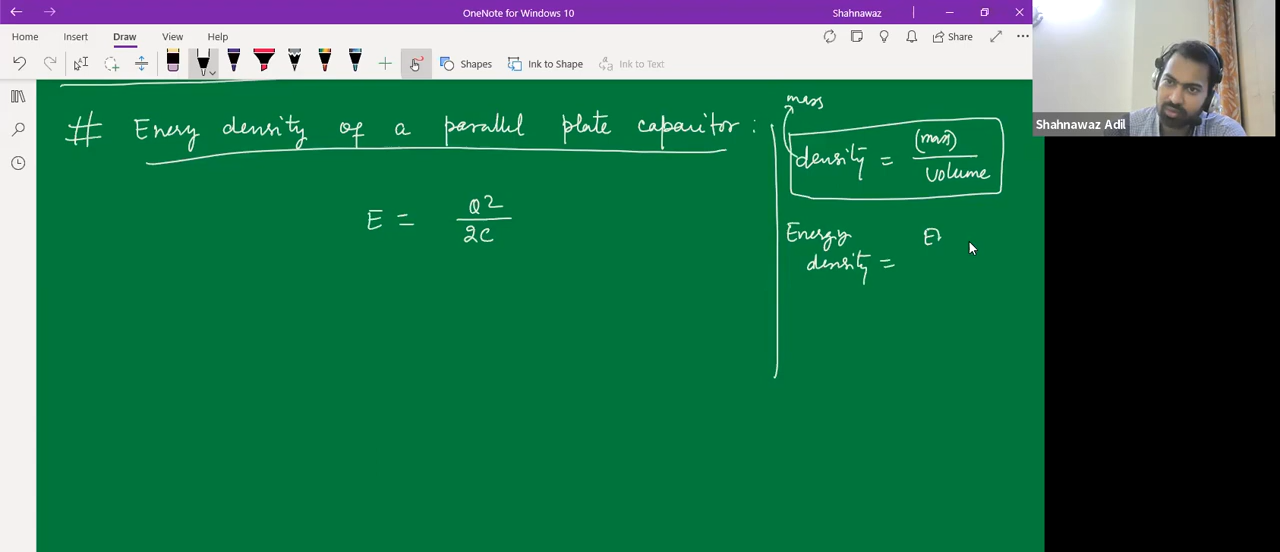 OneNote for Windows 10
Shahnawaz
Home Insert Draw View Help
Share
Shapes
Ink to Shape
Ink to Text
Shahnawaz Adil
# Enery density of a parallel plate capacitor :
mass
density = (mass)
volume
E = Q2
2C
Energy
density =
E